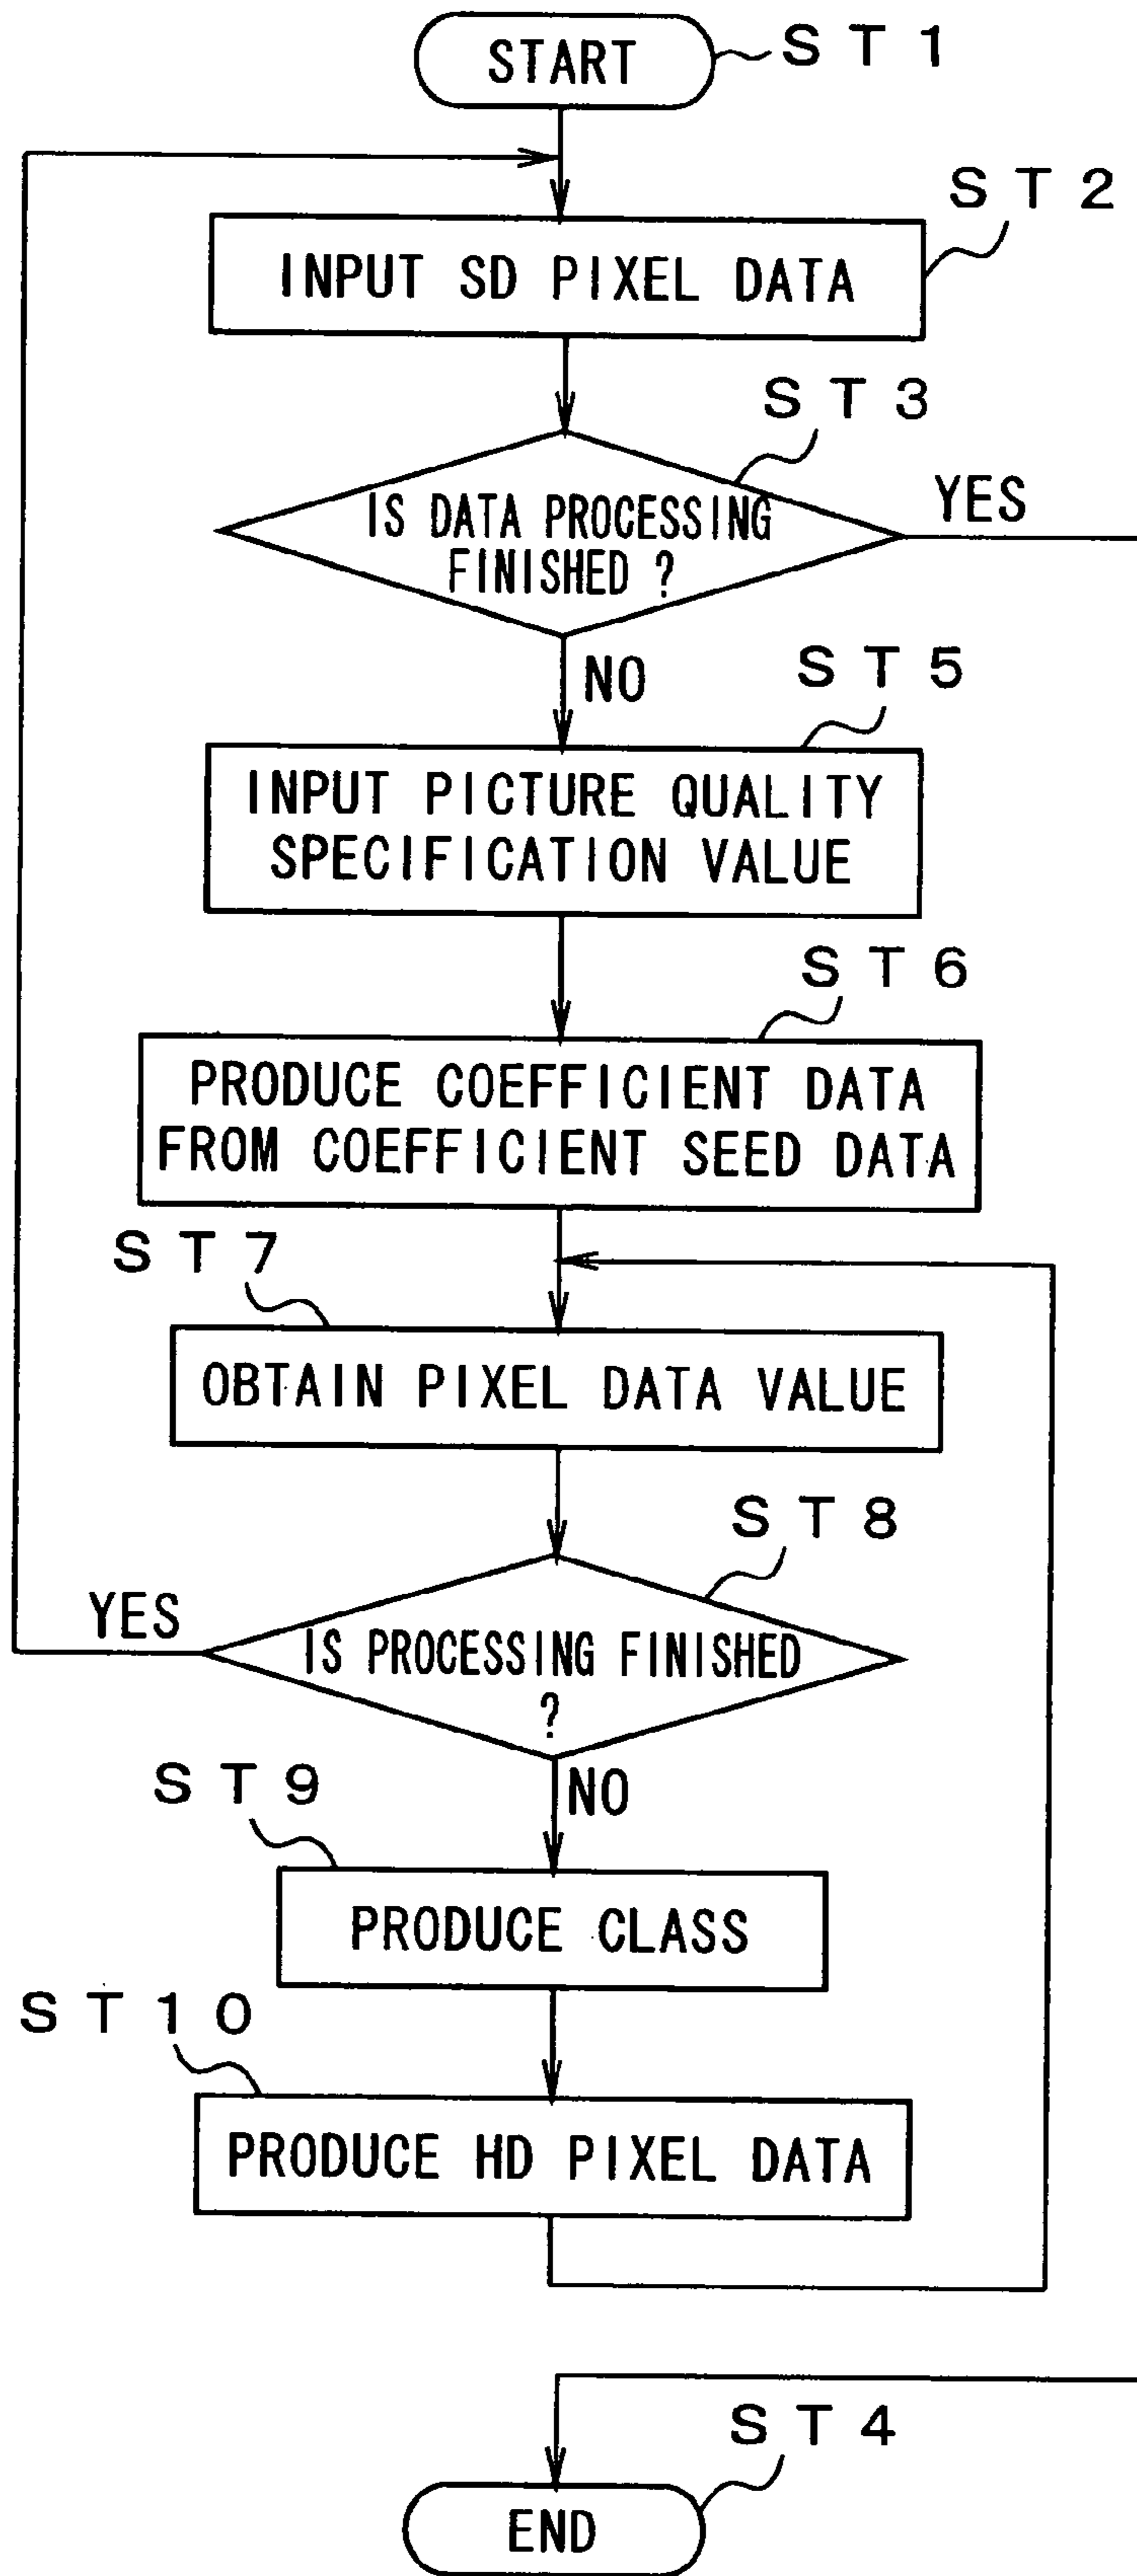 START
ST1
ST2
INPUT SD PIXEL DATA
ST3
IS DATA PROCESSING
FINISHED ?
YES
NO
ST5
INPUT PICTURE QUALITY
SPECIFICATION VALUE
ST6
PRODUCE COEFFICIENT DATA
FROM COEFFICIENT SEED DATA
ST7
OBTAIN PIXEL DATA VALUE
ST8
YES
IS PROCESSING FINISHED
?
NO
ST9
PRODUCE CLASS
ST10
PRODUCE HD PIXEL DATA
ST4
END